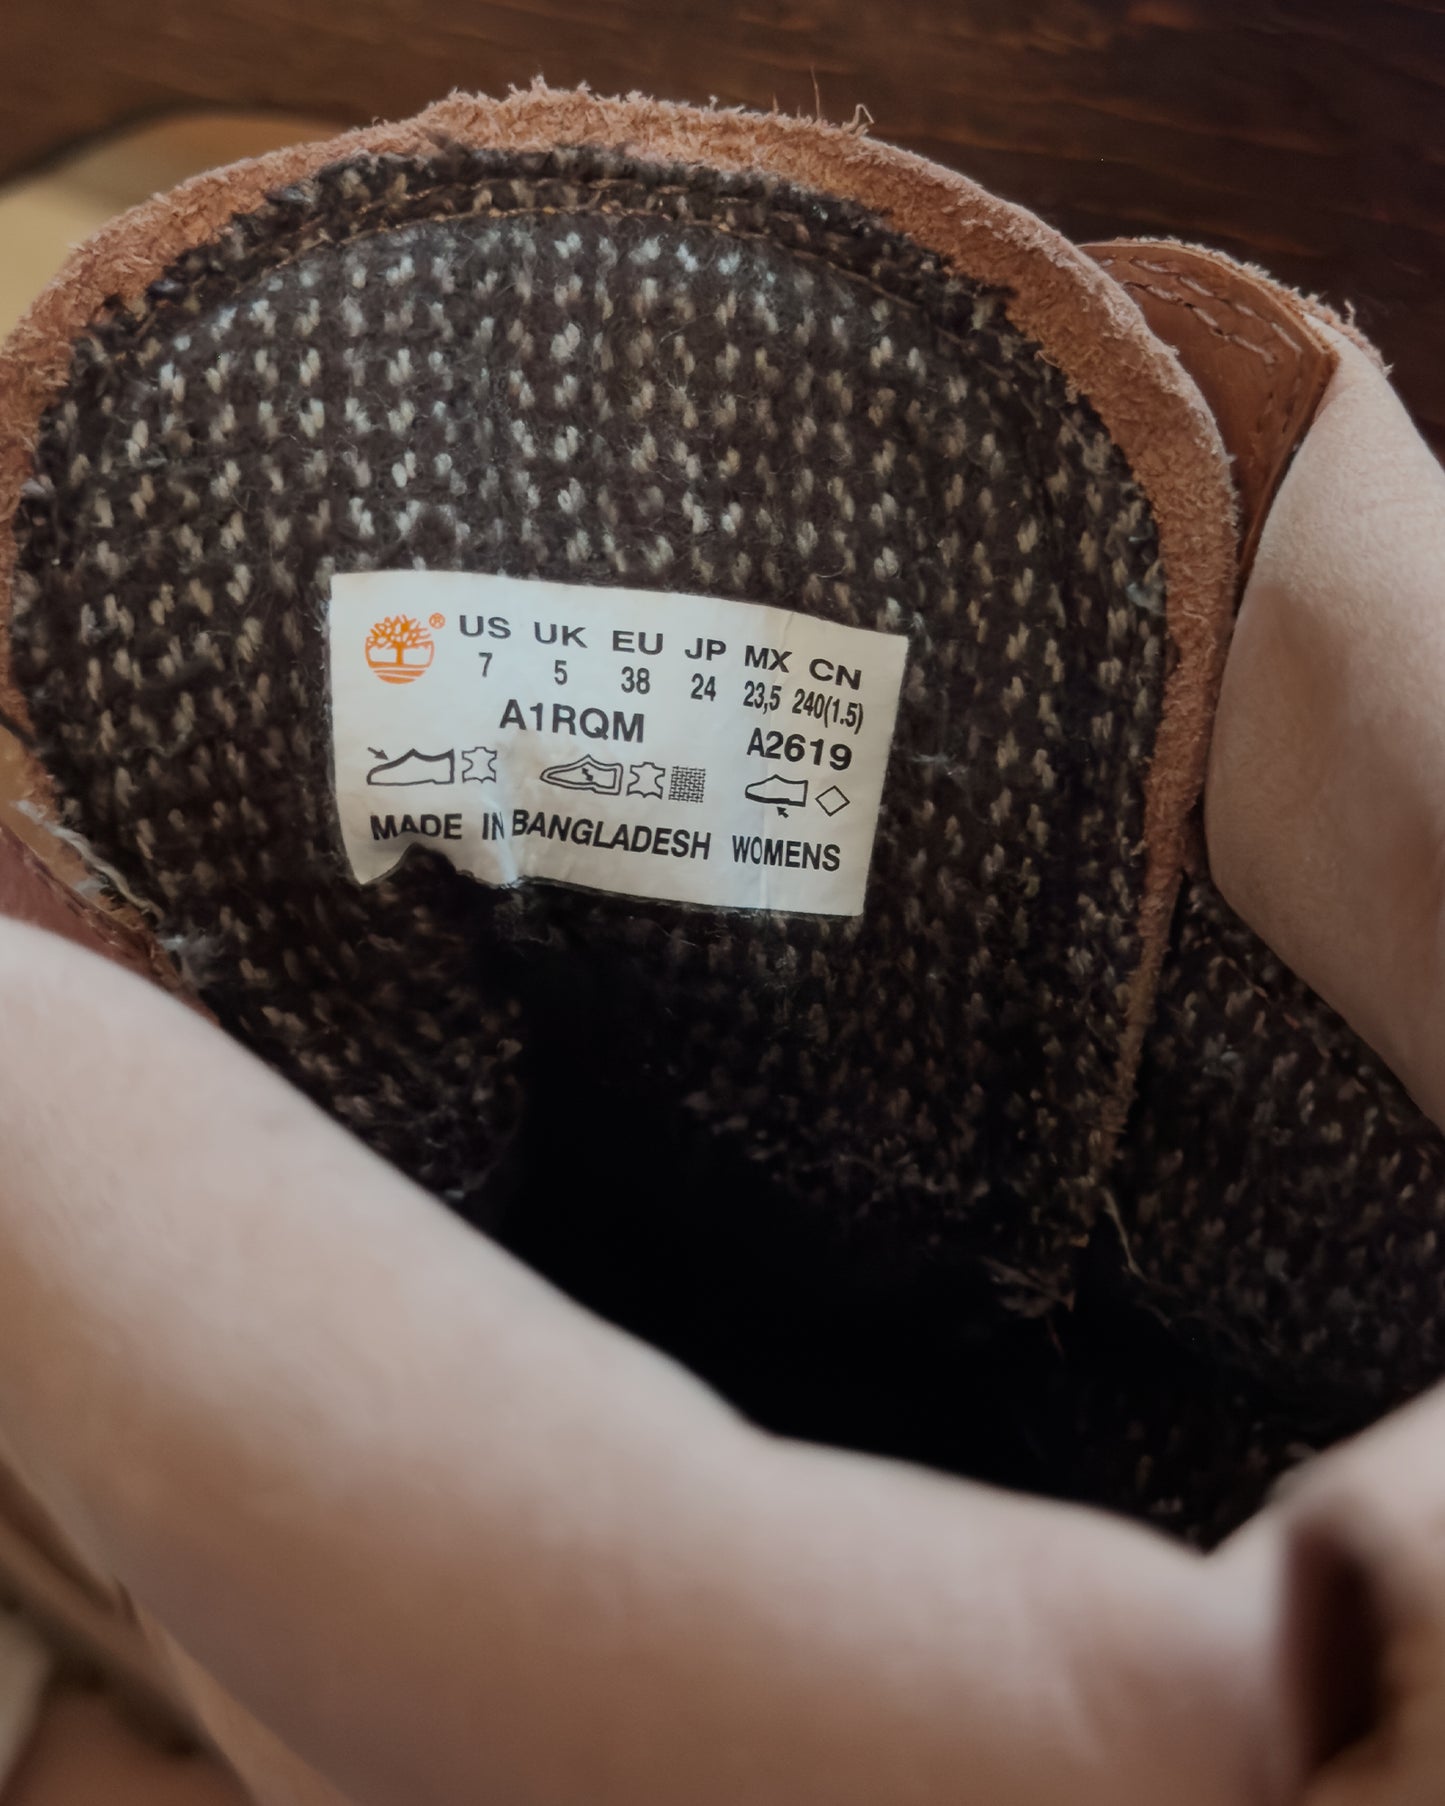 ® US UK EU JP MX CN
7 5 38 24 23,5 240(1.5)
A1RQM A2619
MADE IN BANGLADESH WOMENS